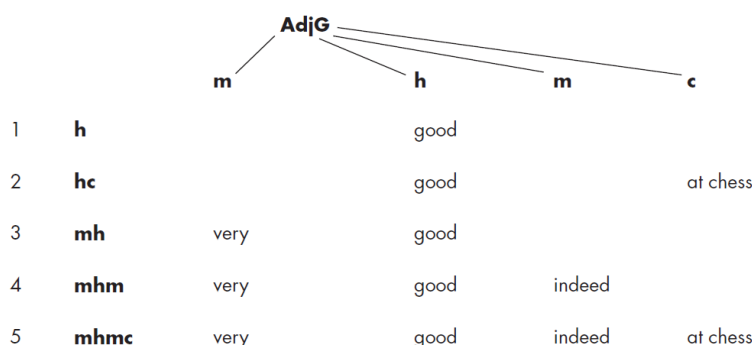 AdjG
m h m c
1 h good
2 hc good at chess
3 mh very good
4 mhm very good indeed
5 mhmc very good indeed at chess